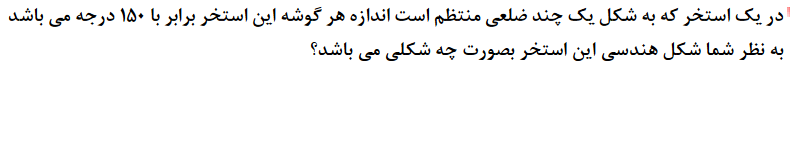 در یک استخر که به شکل یک چند ضلعی منتظم است اندازه هر گوشه این استخر برابر با ۱۵۰ درجه می باشد
به نظر شما شکل هندسی این استخر بصورت چه شکلی می باشد؟